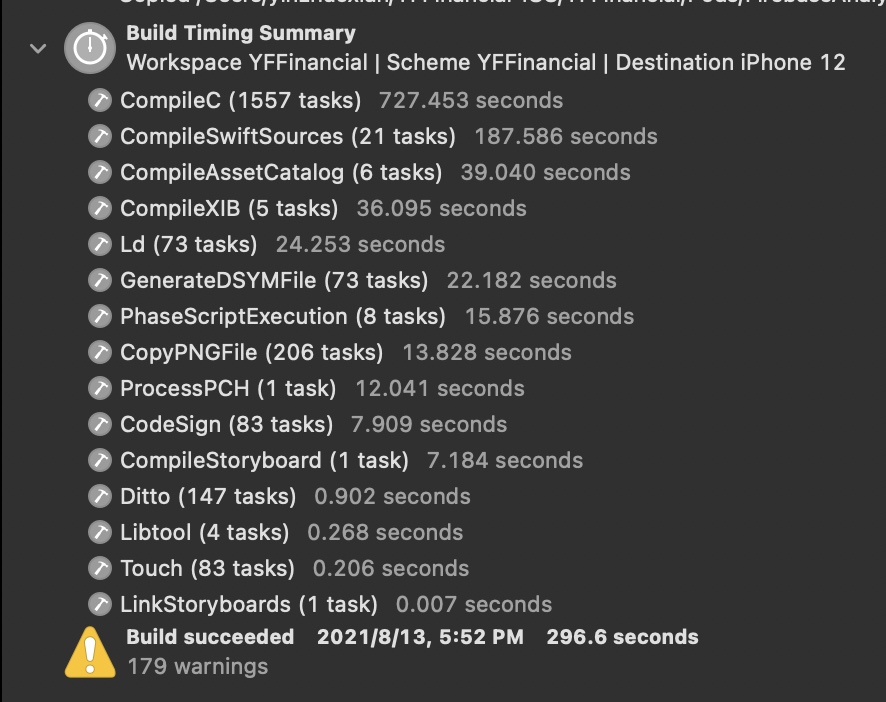 Build Timing Summary
Workspace YFFinancial | Scheme YFFinancial | Destination iPhone 12
CompileC (1557 tasks) 727.453 seconds
CompileSwiftSources (21 tasks) 187.586 seconds
CompileAssetCatalog (6 tasks) 39.040 seconds
CompileXIB (5 tasks) 36.095 seconds
Ld (73 tasks) 24.253 seconds
GenerateDSYMFile (73 tasks) 22.182 seconds
PhaseScriptExecution (8 tasks) 15.876 seconds
CopyPNGFile (206 tasks) 13.828 seconds
ProcessPCH (1 task) 12.041 seconds
CodeSign (83 tasks) 7.909 seconds
CompileStoryboard (1 task) 7.184 seconds
Ditto (147 tasks) 0.902 seconds
Libtool (4 tasks) 0.268 seconds
Touch (83 tasks) 0.206 seconds
LinkStoryboards (1 task) 0.007 seconds
Build succeeded 2021/8/13, 5:52 PM 296.6 seconds
179 warnings